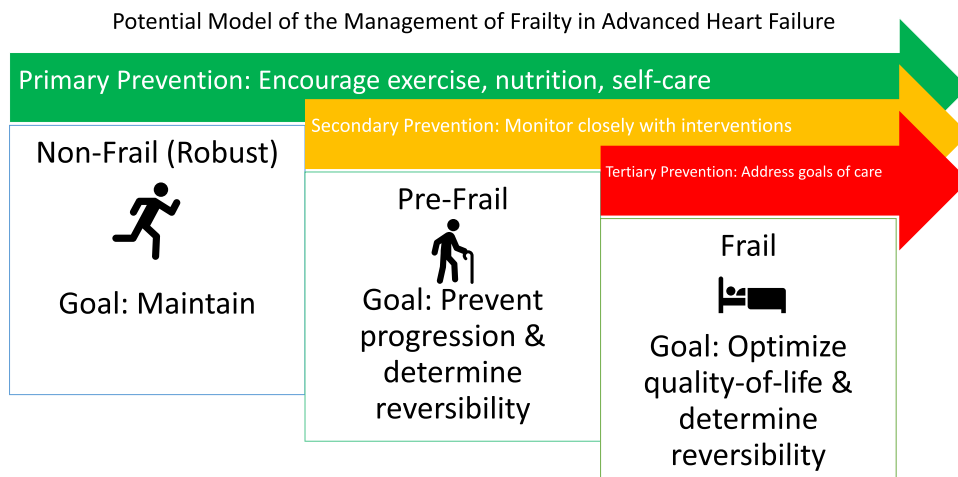 Potential Model of the Management of Frailty in Advanced Heart Failure
Primary Prevention: Encourage exercise, nutrition, self-care
Secondary Prevention: Monitor closely with interventions
Tertiary Prevention: Address goals of care
Non-Frail (Robust)
Goal: Maintain
Pre-Frail
Goal: Prevent
progression &
determine
reversibility
Frail
Goal: Optimize
quality-of-life &
determine
reversibility